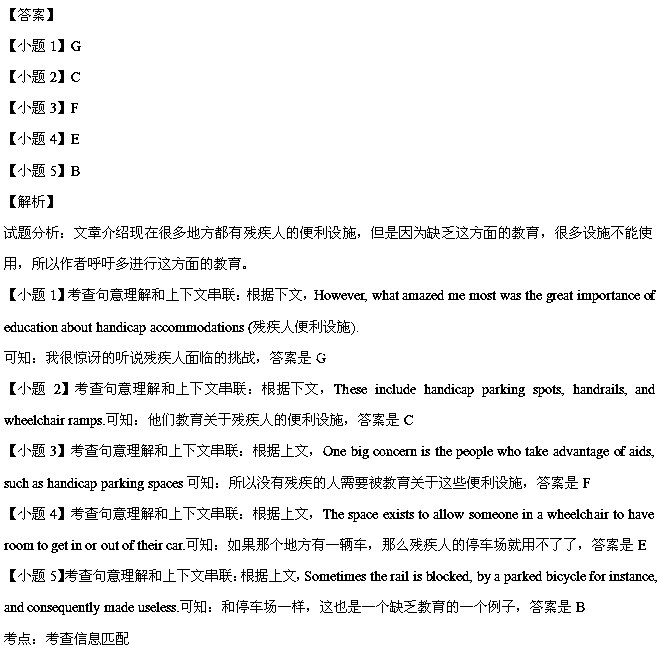 【答案】
【小题 1】G
【小题 2】C
【小题 3】F
【小题 4】E
【小题 5】B
【解析】
试题分析：文章介绍现在很多地方都有残疾人的便利设施，但是因为缺乏这方面的教育，很多设施不能使
用，所以作者呼吁多进行这方面的教育。
【小题 1】考查句意理解和上下文串联：根据下文，However, what amazed me most was the great importance of
education about handicap accommodations (残疾人便利设施).
可知：我很惊讶的听说残疾人面临的挑战，答案是 G
【小题 2】考查句意理解和上下文串联：根据下文，These include handicap parking spots, handrails, and
wheelchair ramps.可知：他们教育关于残疾人的便利设施，答案是 C
【小题 3】考查句意理解和上下文串联：根据上文，One big concern is the people who take advantage of aids,
such as handicap parking spaces 可知：所以没有残疾的人需要被教育关于这些便利设施，答案是 F
【小题 4】考查句意理解和上下文串联：根据上文，The space exists to allow someone in a wheelchair to have
room to get in or out of their car.可知：如果那个地方有一辆车，那么残疾人的停车场就用不了了，答案是 E
【小题 5】考查句意理解和上下文串联：根据上文，Sometimes the rail is blocked, by a parked bicycle for instance,
and consequently made useless.可知：和停车场一样，这也是一个缺乏教育的一个例子，答案是 B
考点：考查信息匹配